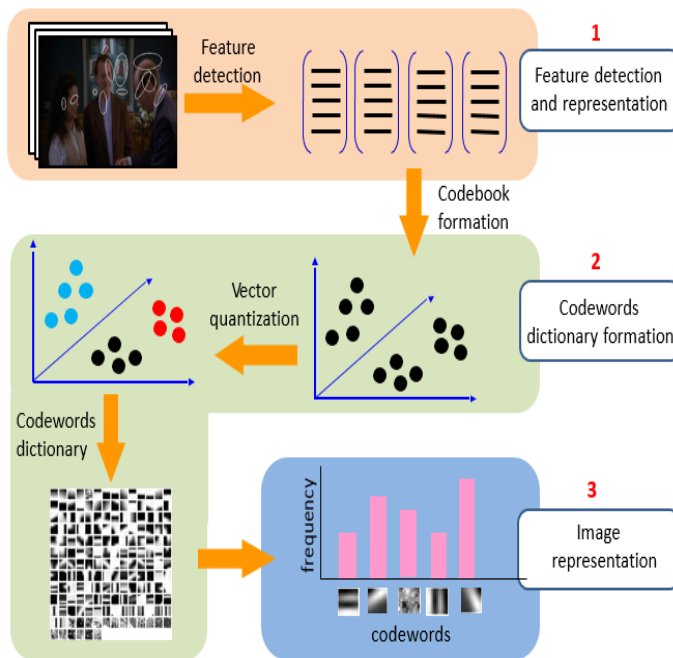 Feature
detection
1
Feature detection
and representation
Codebook
formation
2
Codewords
dictionary formation
Vector
quantization
Codewords
dictionary
3
Image
representation
frequency
codewords